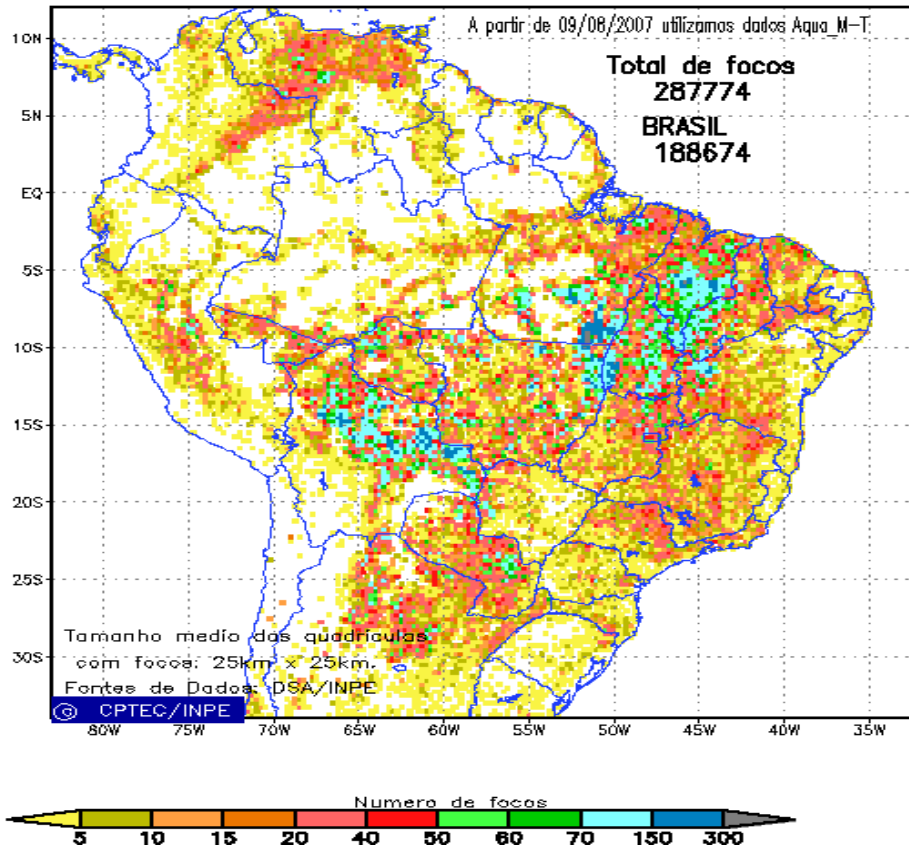 A partir de 09/08/2007 utilizamos dados Aqua_M-T
Total de focos
287774
BRASIL
188674
10N
5N
EQ
5S
10S
15S
20S
25S
30S
Tamanho medio das quadriculas
com focos: 25km x 25km.
Fontes de Dados: DSA/INPE
© CPTEC/INPE
80W 75W 70W 65W 60W 55W 50W 45W 40W 35W
Numero de focos
5 10 15 20 40 50 60 70 150 300